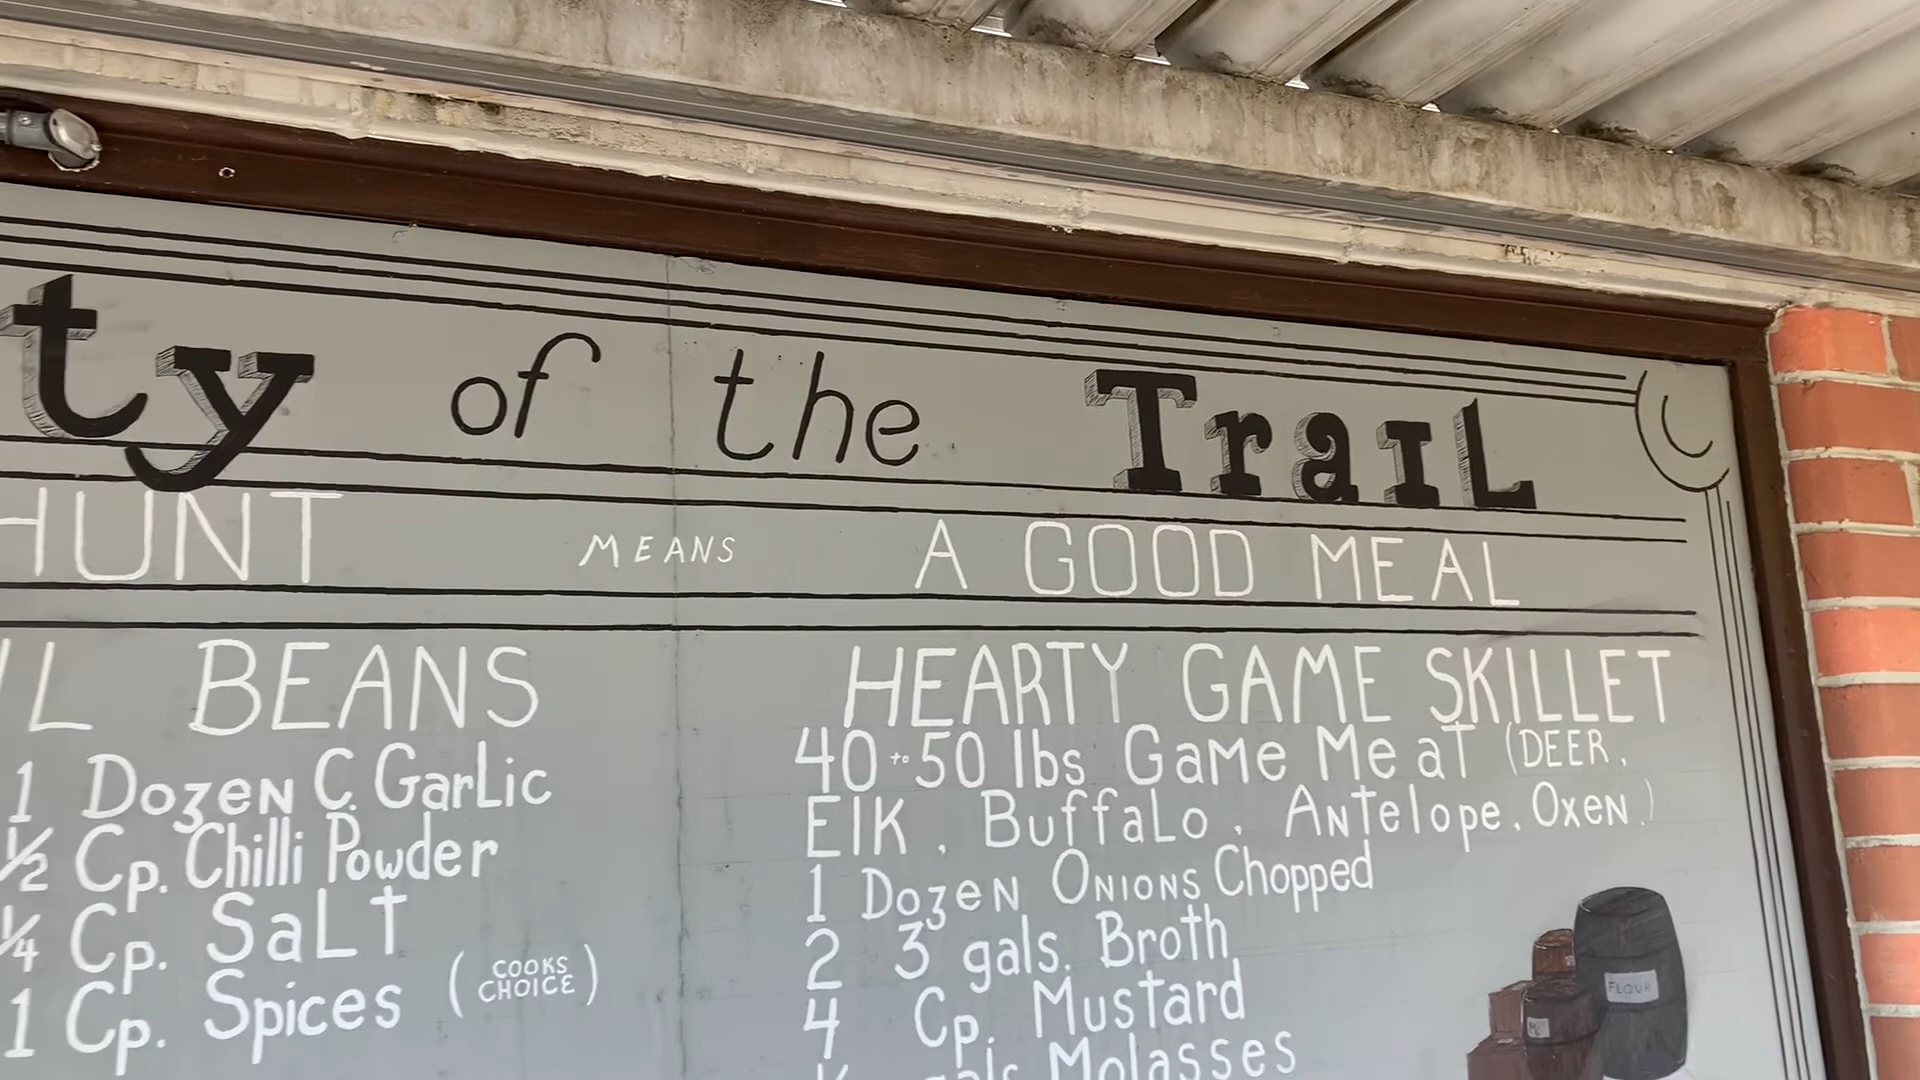 ty of the TraIL
HUNT MEANS A GOOD MEAL
L BEANS
1 DozeN C. GarLic
1/2 Cp. Chilli Powder
1/4 Cp. SaLt
1 Cp. Spices (COOKS CHOICE)
HEARTY GAME SKILLET
40 to 50 lbs GaMe MeaT (DEER,
ElK, BuffaLo, ANTelope, OxeN.)
1 DozeN ONIONS Chopped
2 3 gals. Broth
4 Cp. Mustard
gals Molasses
FLOUR